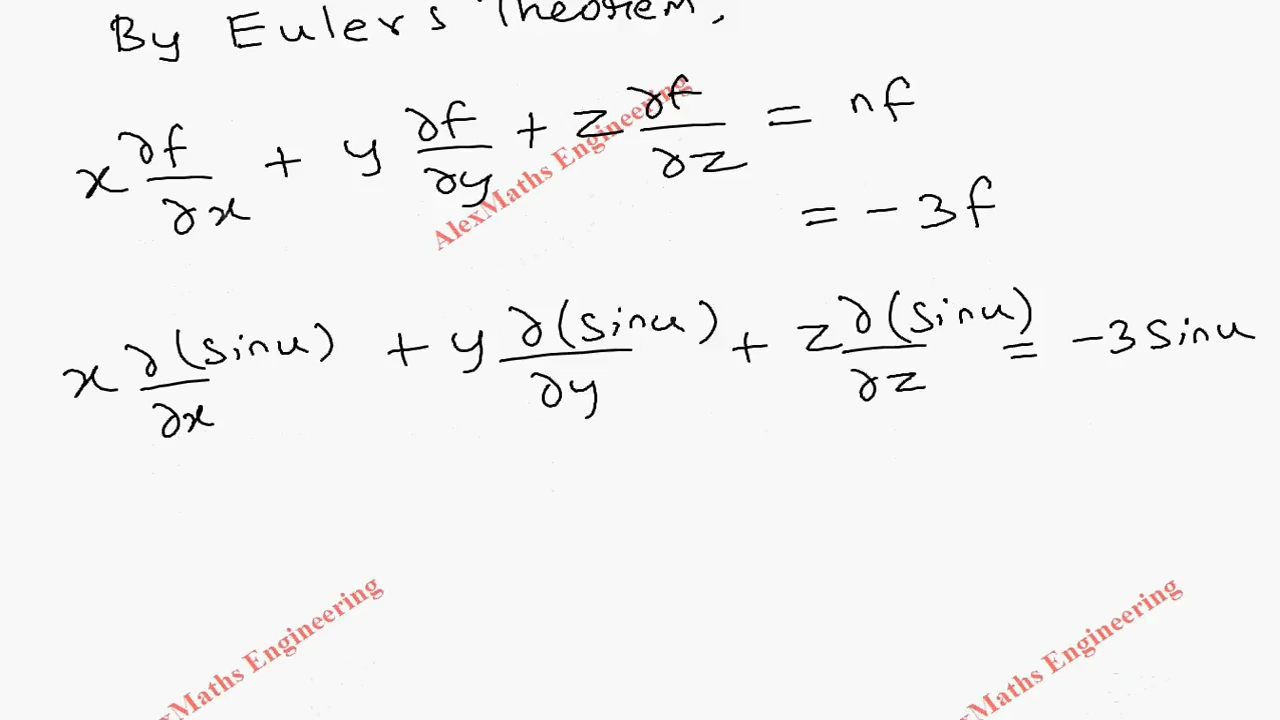 By Euler's Theorem,
x ∂f/∂x + y ∂f/∂y + z ∂f/∂z = nf
= -3f
x ∂(sinu)/∂x + y ∂(sinu)/∂y + z ∂(sinu)/∂z = -3 sinu
AlexMaths Engineering
AlexMaths Engineering
AlexMaths Engineering